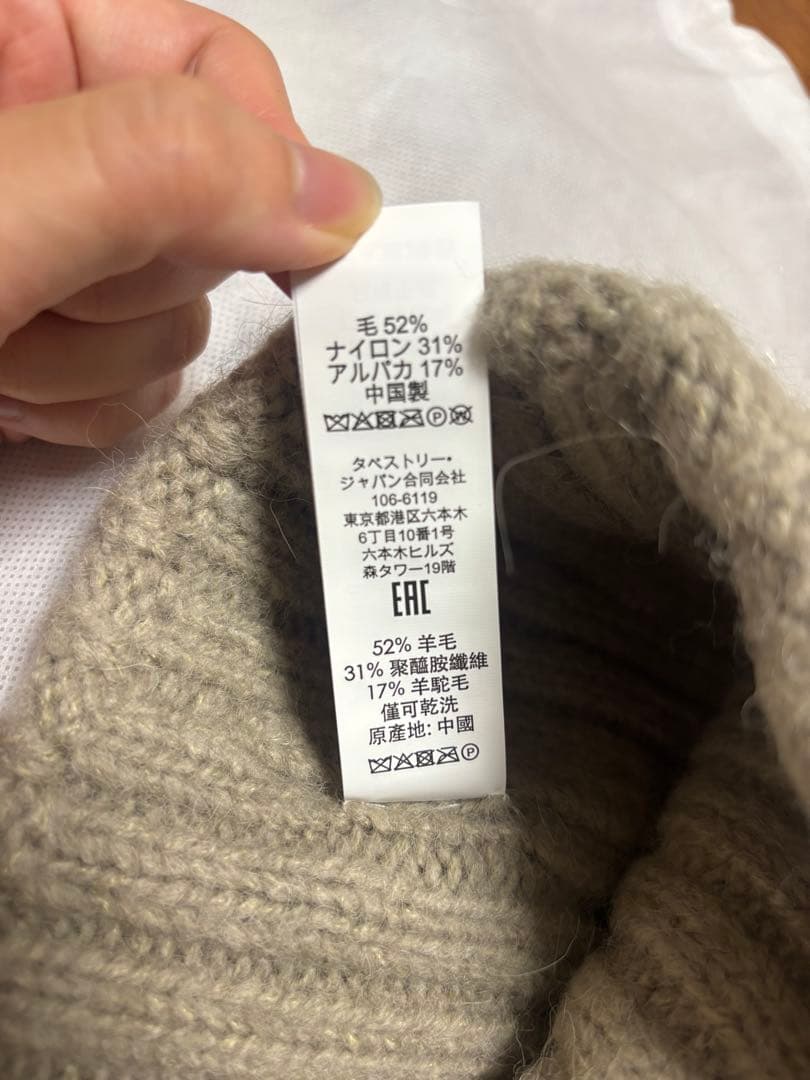 毛 52%
ナイロン 31%
アルパカ 17%
中国製
タペストリー・
ジャパン合同会社
106-6119
東京都港区六本木
6丁目10番1号
六本木ヒルズ
森タワー19階
EAC
52% 羊毛
31% 聚醯胺纖維
17% 羊駝毛
僅可乾洗
原產地: 中國